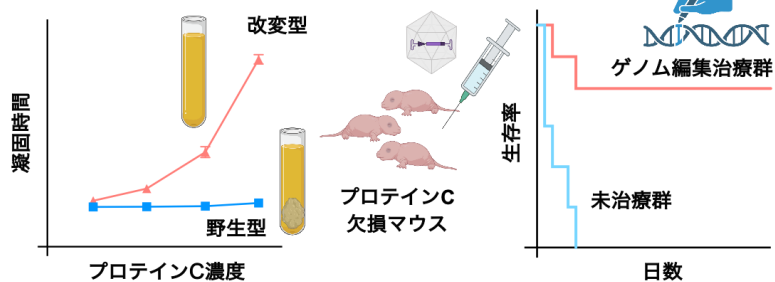 改変型
凝固時間
野生型
プロテインC濃度
プロテインC
欠損マウス
ゲノム編集治療群
生存率
未治療群
日数